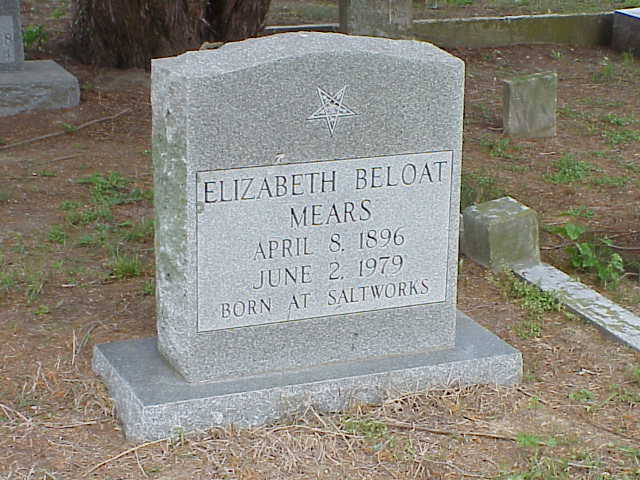 ELIZABETH BELOAT
MEARS
APRIL 8, 1896
JUNE 2, 1979
BORN AT SALTWORKS